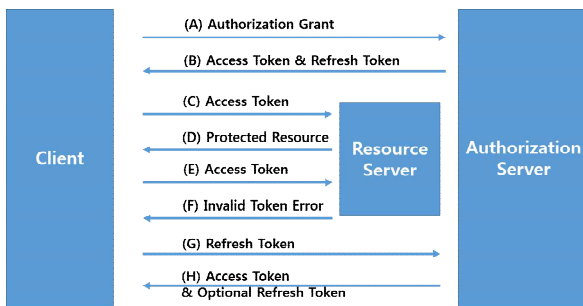 (A) Authorization Grant
(B) Access Token & Refresh Token
(C) Access Token
(D) Protected Resource
(E) Access Token
(F) Invalid Token Error
(G) Refresh Token
(H) Access Token
& Optional Refresh Token
Client
Resource
Server
Authorization
Server